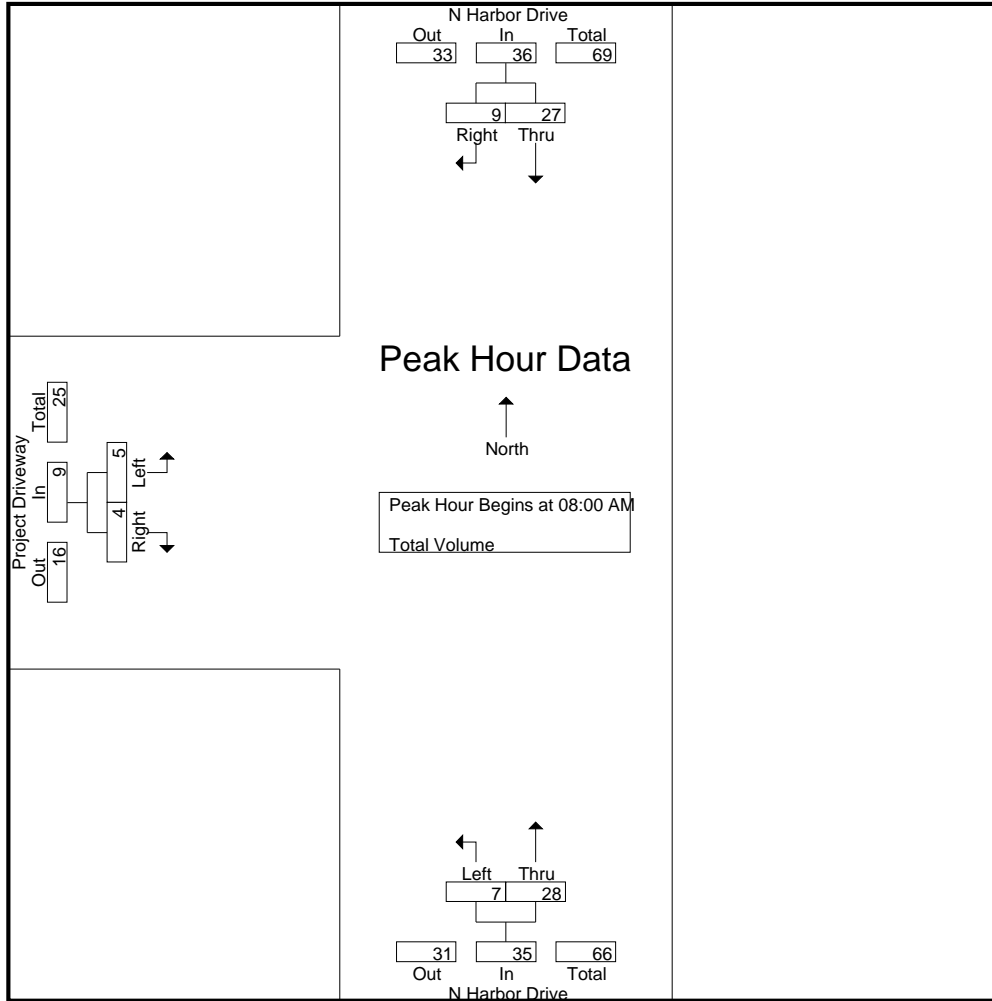 N Harbor Drive
Out In Total
33 36 69
9 27
Right Thru
Peak Hour Data
North
Peak Hour Begins at 08:00 AM
Total Volume
Project Driveway
Out In Total
16 9 25
Right Left
4 5
Left Thru
7 28
31 35 66
Out In Total
N Harbor Drive